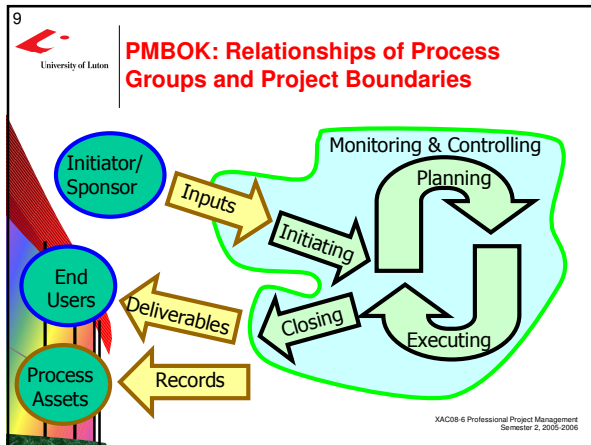 9
University of Luton
PMBOK: Relationships of Process
Groups and Project Boundaries
Initiator/
Sponsor
Inputs
Monitoring & Controlling
Planning
Initiating
End
Users
Deliverables
Closing
Executing
Process
Assets
Records
XAC08-6 Professional Project Management
Semester 2, 2005-2006